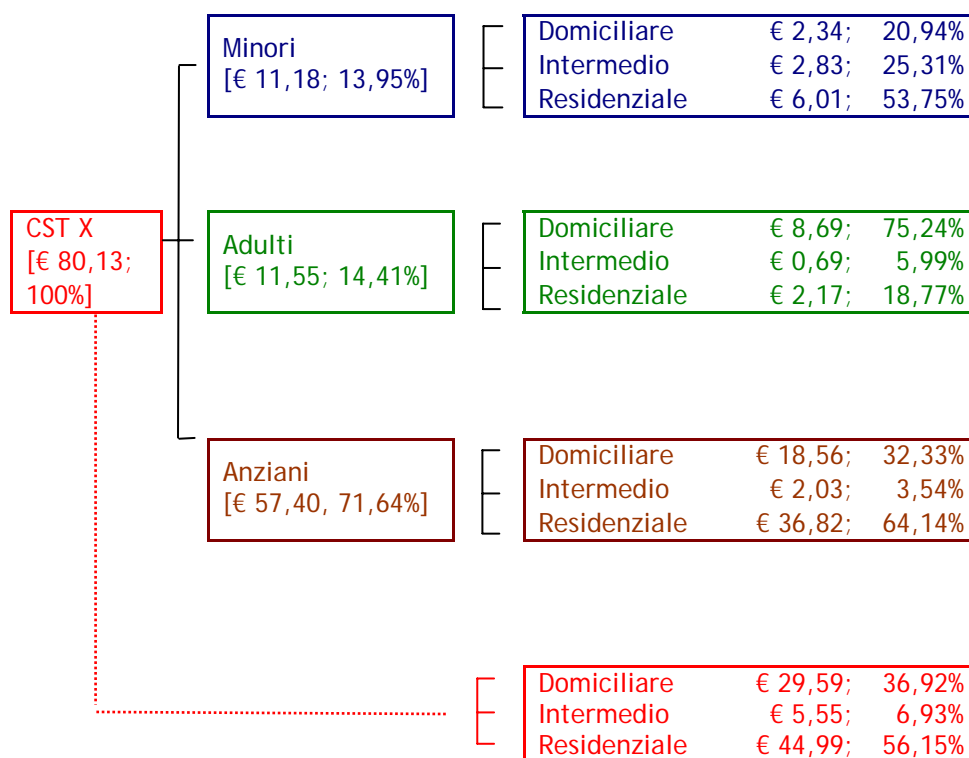 Minori
[€ 11,18; 13,95%]
Domiciliare € 2,34; 20,94%
Intermedio € 2,83; 25,31%
Residenziale € 6,01; 53,75%
CST X
[€ 80,13;
100%]
Adulti
[€ 11,55; 14,41%]
Domiciliare € 8,69; 75,24%
Intermedio € 0,69; 5,99%
Residenziale € 2,17; 18,77%
Anziani
[€ 57,40, 71,64%]
Domiciliare € 18,56; 32,33%
Intermedio € 2,03; 3,54%
Residenziale € 36,82; 64,14%
Domiciliare € 29,59; 36,92%
Intermedio € 5,55; 6,93%
Residenziale € 44,99; 56,15%